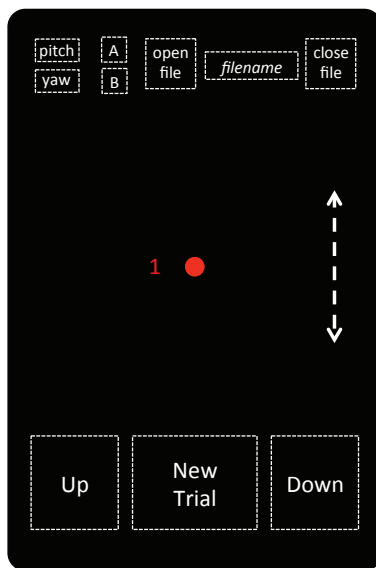 pitch
A
open
file
filename
close
file
yaw
B
1
Up
New
Trial
Down